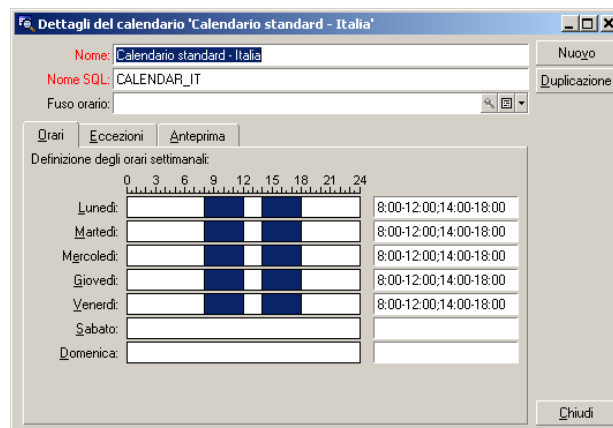 Dettagli del calendario 'Calendario standard - Italia'
Nome: Calendario standard - Italia
Nuovo
Nome SQL: CALENDAR_IT
Duplicazione
Fuso orario:
Orari Eccezioni Anteprima
Definizione degli orari settimanali:
0 3 6 9 12 15 18 21 24
Lunedì: 8:00-12:00;14:00-18:00
Martedì: 8:00-12:00;14:00-18:00
Mercoledì: 8:00-12:00;14:00-18:00
Giovedì: 8:00-12:00;14:00-18:00
Venerdì: 8:00-12:00;14:00-18:00
Sabato:
Domenica:
Chiudi